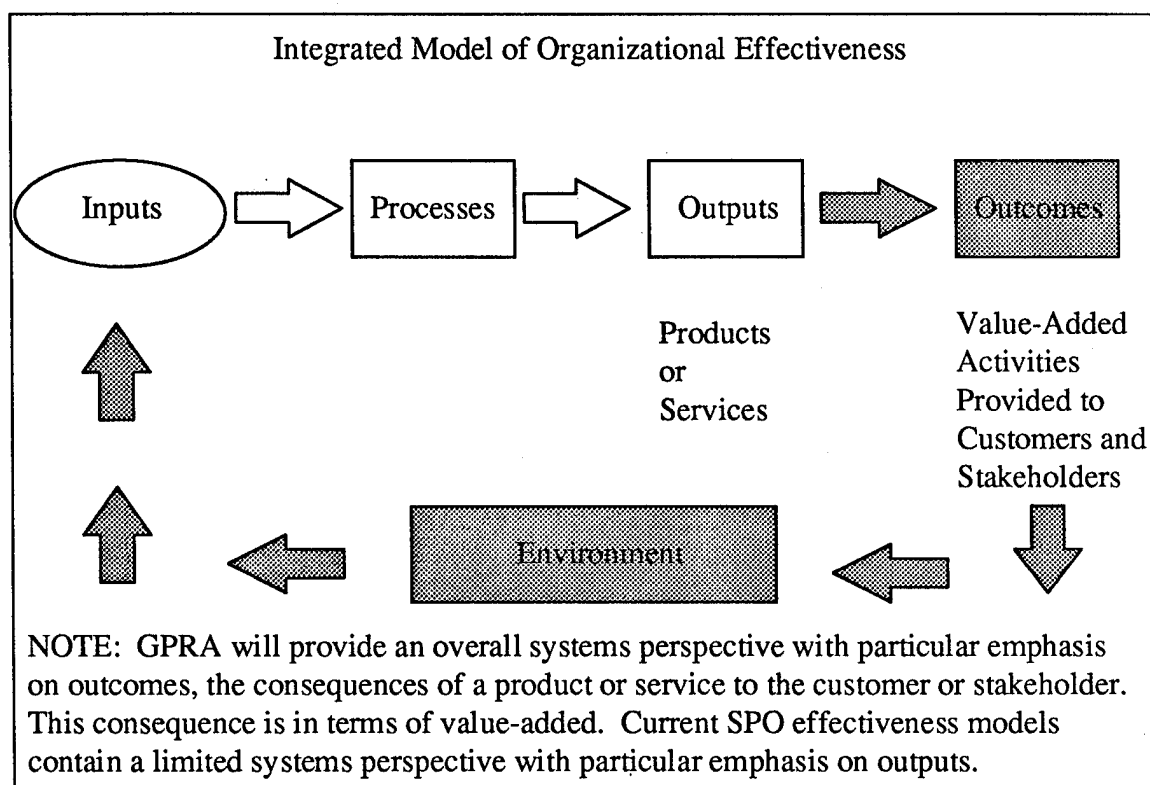 Integrated Model of Organizational Effectiveness
Inputs
Processes
Outputs
Outcomes
Products
or
Services
Value-Added
Activities
Provided to
Customers and
Stakeholders
Environment
NOTE: GPRA will provide an overall systems perspective with particular emphasis
on outcomes, the consequences of a product or service to the customer or stakeholder.
This consequence is in terms of value-added. Current SPO effectiveness models
contain a limited systems perspective with particular emphasis on outputs.